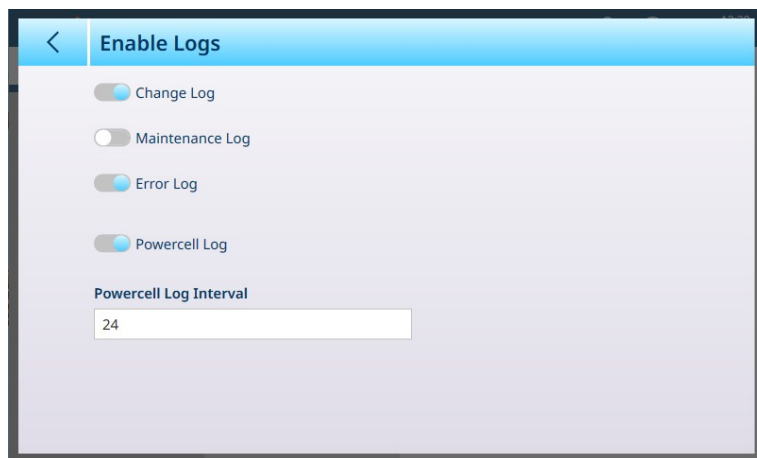 Enable Logs
Change Log
Maintenance Log
Error Log
Powercell Log
Powercell Log Interval
24